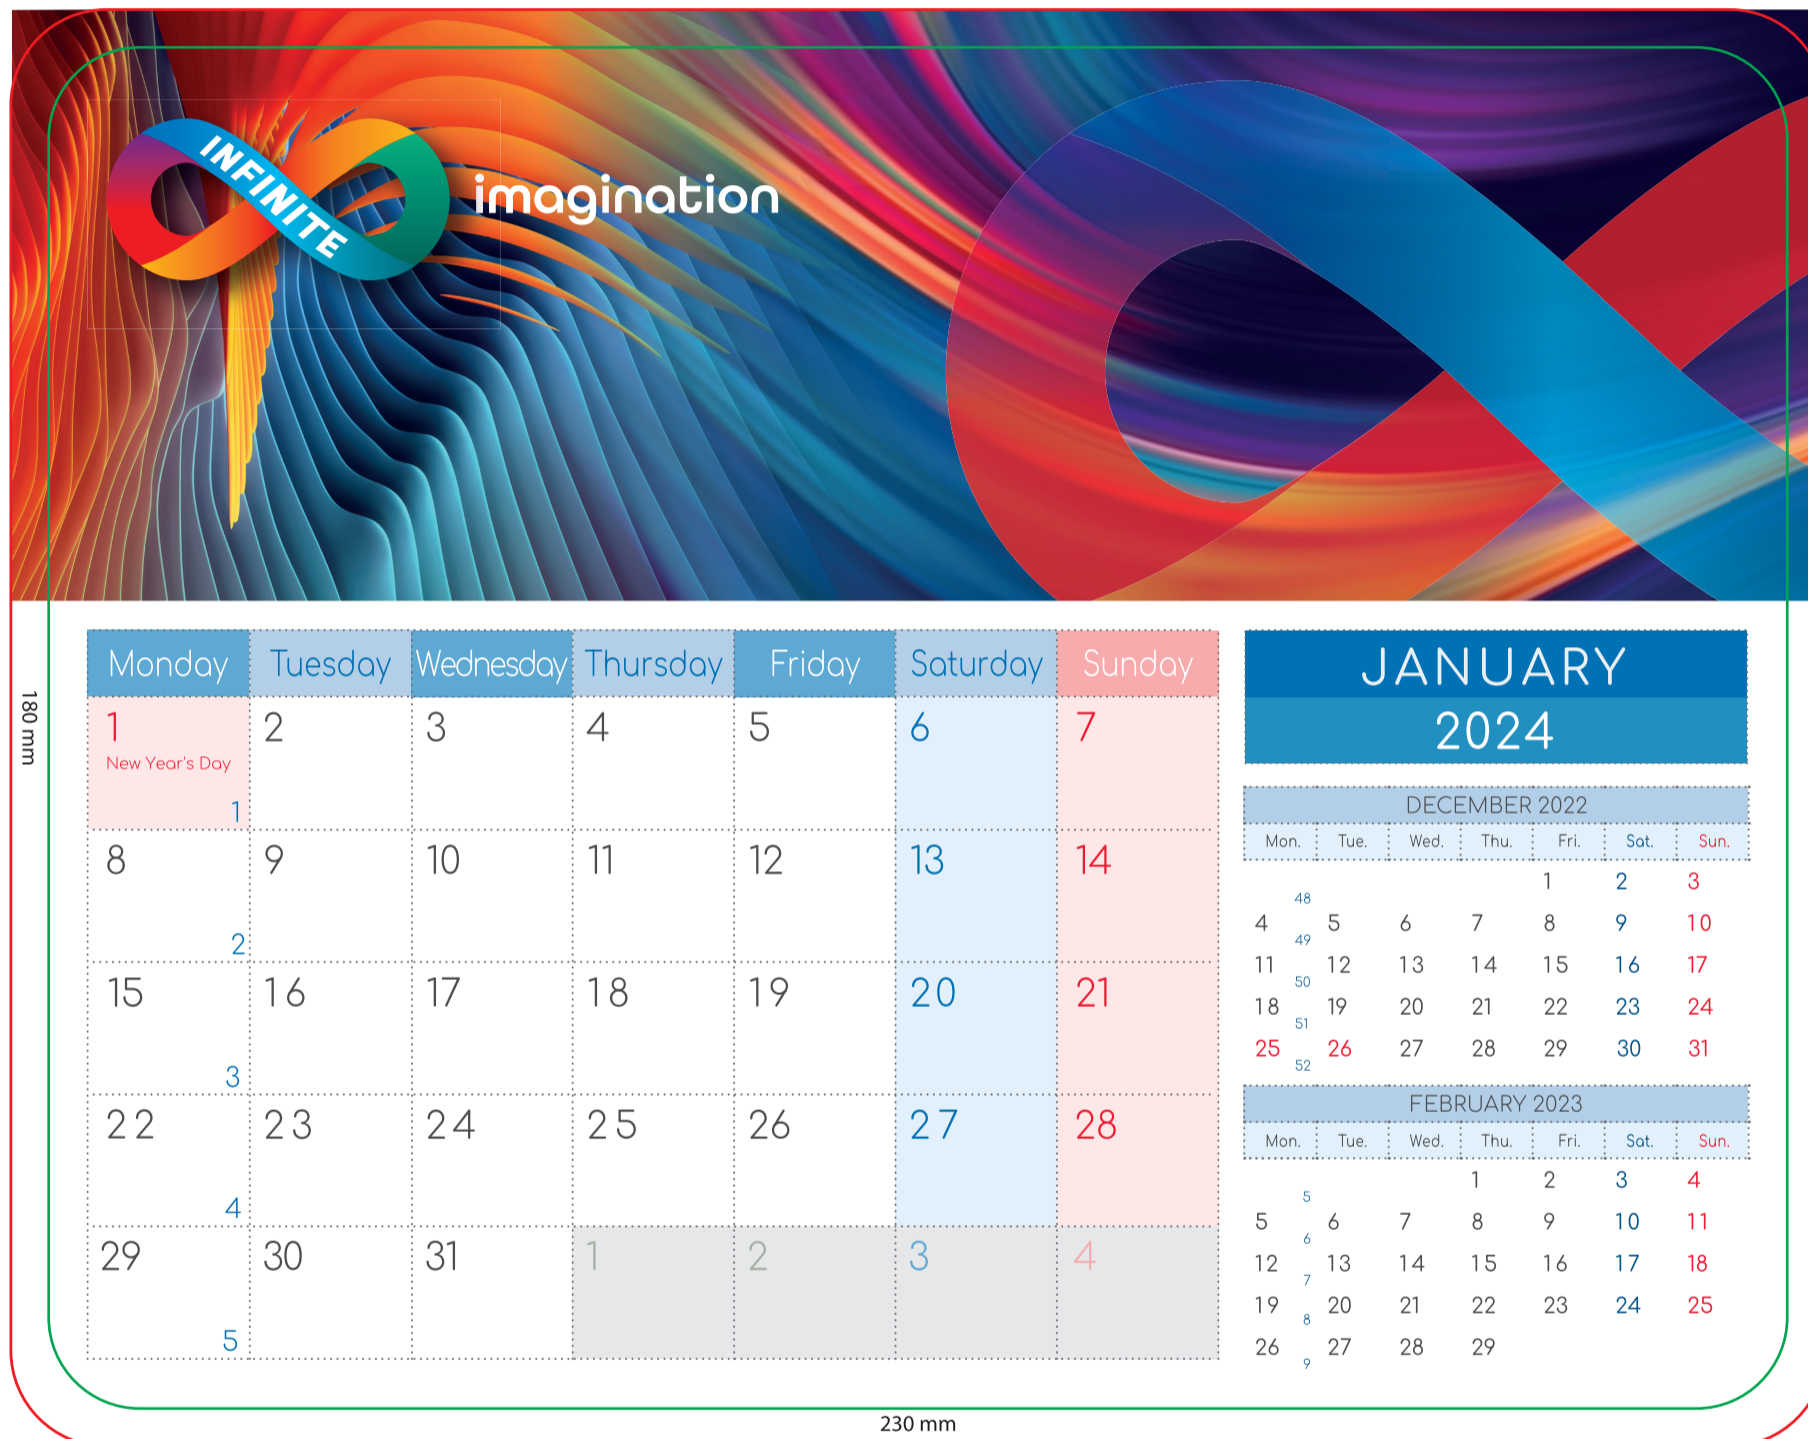 INFINITE
imagination
180 mm
Monday Tuesday Wednesday Thursday Friday Saturday Sunday
1 2 3 4 5 6 7
New Year's Day
1
8 9 10 11 12 13 14
2
15 16 17 18 19 20 21
3
22 23 24 25 26 27 28
4
29 30 31 1 2 3 4
5
JANUARY
2024
DECEMBER 2022
Mon. Tue. Wed. Thu. Fri. Sat. Sun.
1 2 3
48
4 5 6 7 8 9 10
49
11 12 13 14 15 16 17
50
18 19 20 21 22 23 24
51
25 26 27 28 29 30 31
52
FEBRUARY 2023
Mon. Tue. Wed. Thu. Fri. Sat. Sun.
1 2 3 4
5
5 6 7 8 9 10 11
6
12 13 14 15 16 17 18
7
19 20 21 22 23 24 25
8
26 27 28 29
9
230 mm